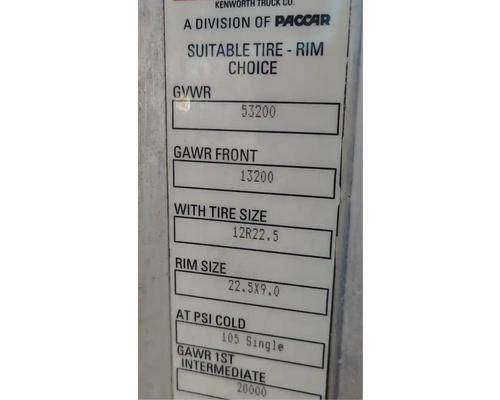 KENWORTH TRUCK CO.
A DIVISION OF PACCAR
SUITABLE TIRE - RIM
CHOICE
GVWR
53200
GAWR FRONT
13200
WITH TIRE SIZE
12R22.5
RIM SIZE
22.5X9.0
AT PSI COLD
105 Single
GAWR 1ST
INTERMEDIATE
20000